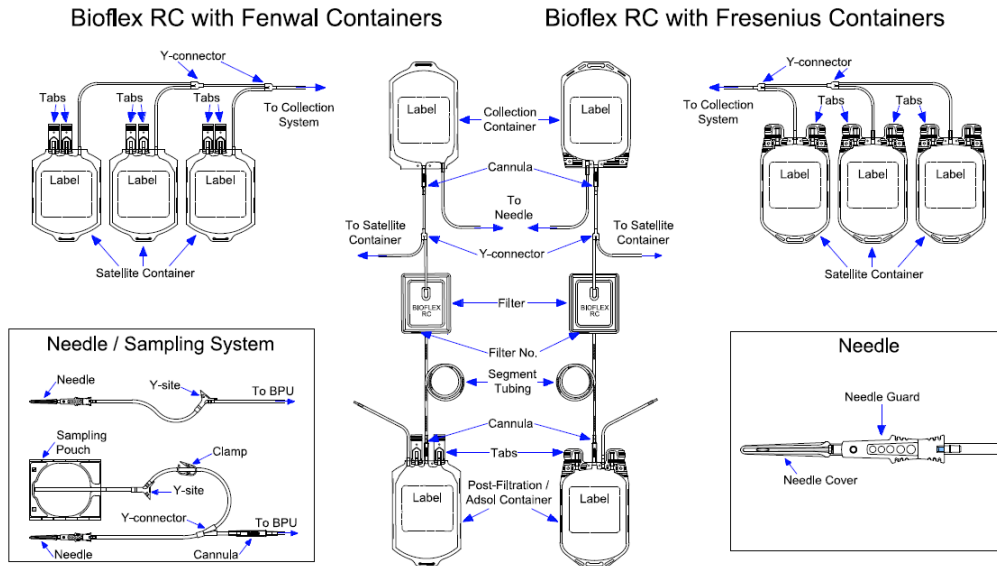 Bioflex RC with Fenwal Containers
Bioflex RC with Fresenius Containers
Y-connector
Tabs
Tabs
Tabs
To Collection
System
Label
Label
Label
Satellite Container
Label
Label
Collection
Container
Cannula
To
Needle
To Satellite
Container
To Satellite
Container
Y-connector
BIOFLEX
RC
BIOFLEX
RC
Filter
Filter No.
Segment
Tubing
Cannula
Tabs
Label
Label
Post-Filtration /
Adsol Container
Y-connector
To Collection
System
Tabs
Tabs
Label
Label
Label
Satellite Container
Needle / Sampling System
Needle
Y-site
To BPU
Sampling
Pouch
Clamp
Y-site
Y-connector
To BPU
Needle
Cannula
Needle
Needle Guard
Needle Cover